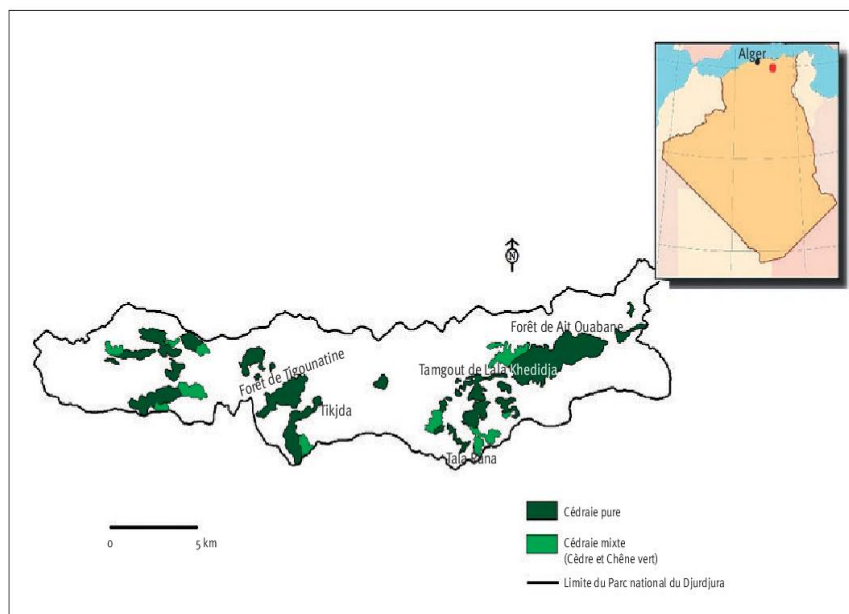 Alger
N
Forêt de Ait Ouabane
Forêt de Tigounatine
Tamgout de Lala Khedidja
Tikjda
Tala Rana
Cédraie pure
0
5 km
Cédraie mixte
(Cèdre et Chêne vert)
Limite du Parc national du Djurdjura